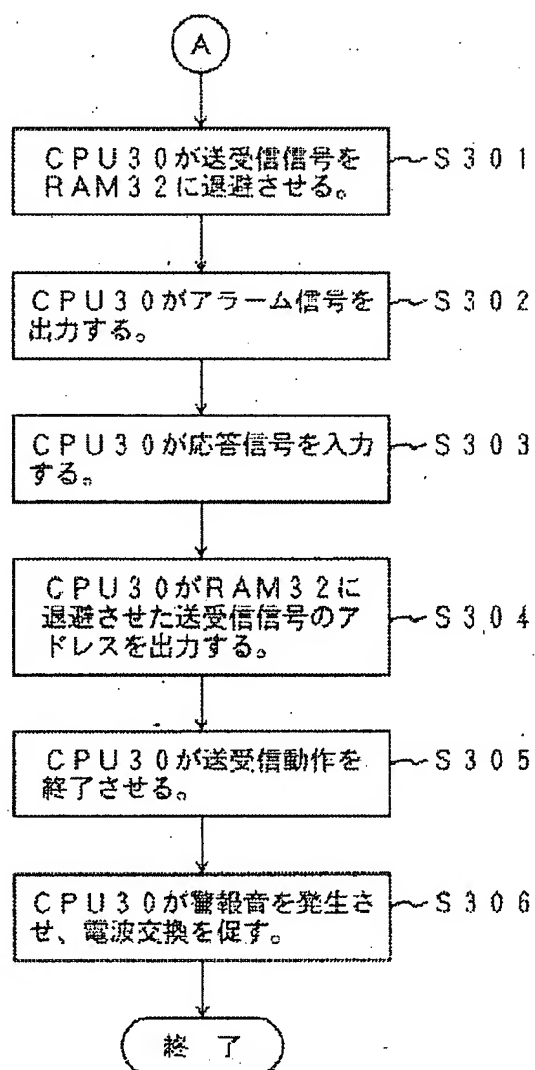 A
CPU30が送受信信号を
RAM32に退避させる。
S301
CPU30がアラーム信号を
出力する。
S302
CPU30が応答信号を入力
する。
S303
CPU30がRAM32に
退避させた送受信信号のア
ドレスを出力する。
S304
CPU30が送受信動作を
終了させる。
S305
CPU30が警報音を発生さ
せ、電波交換を促す。
S306
終 了